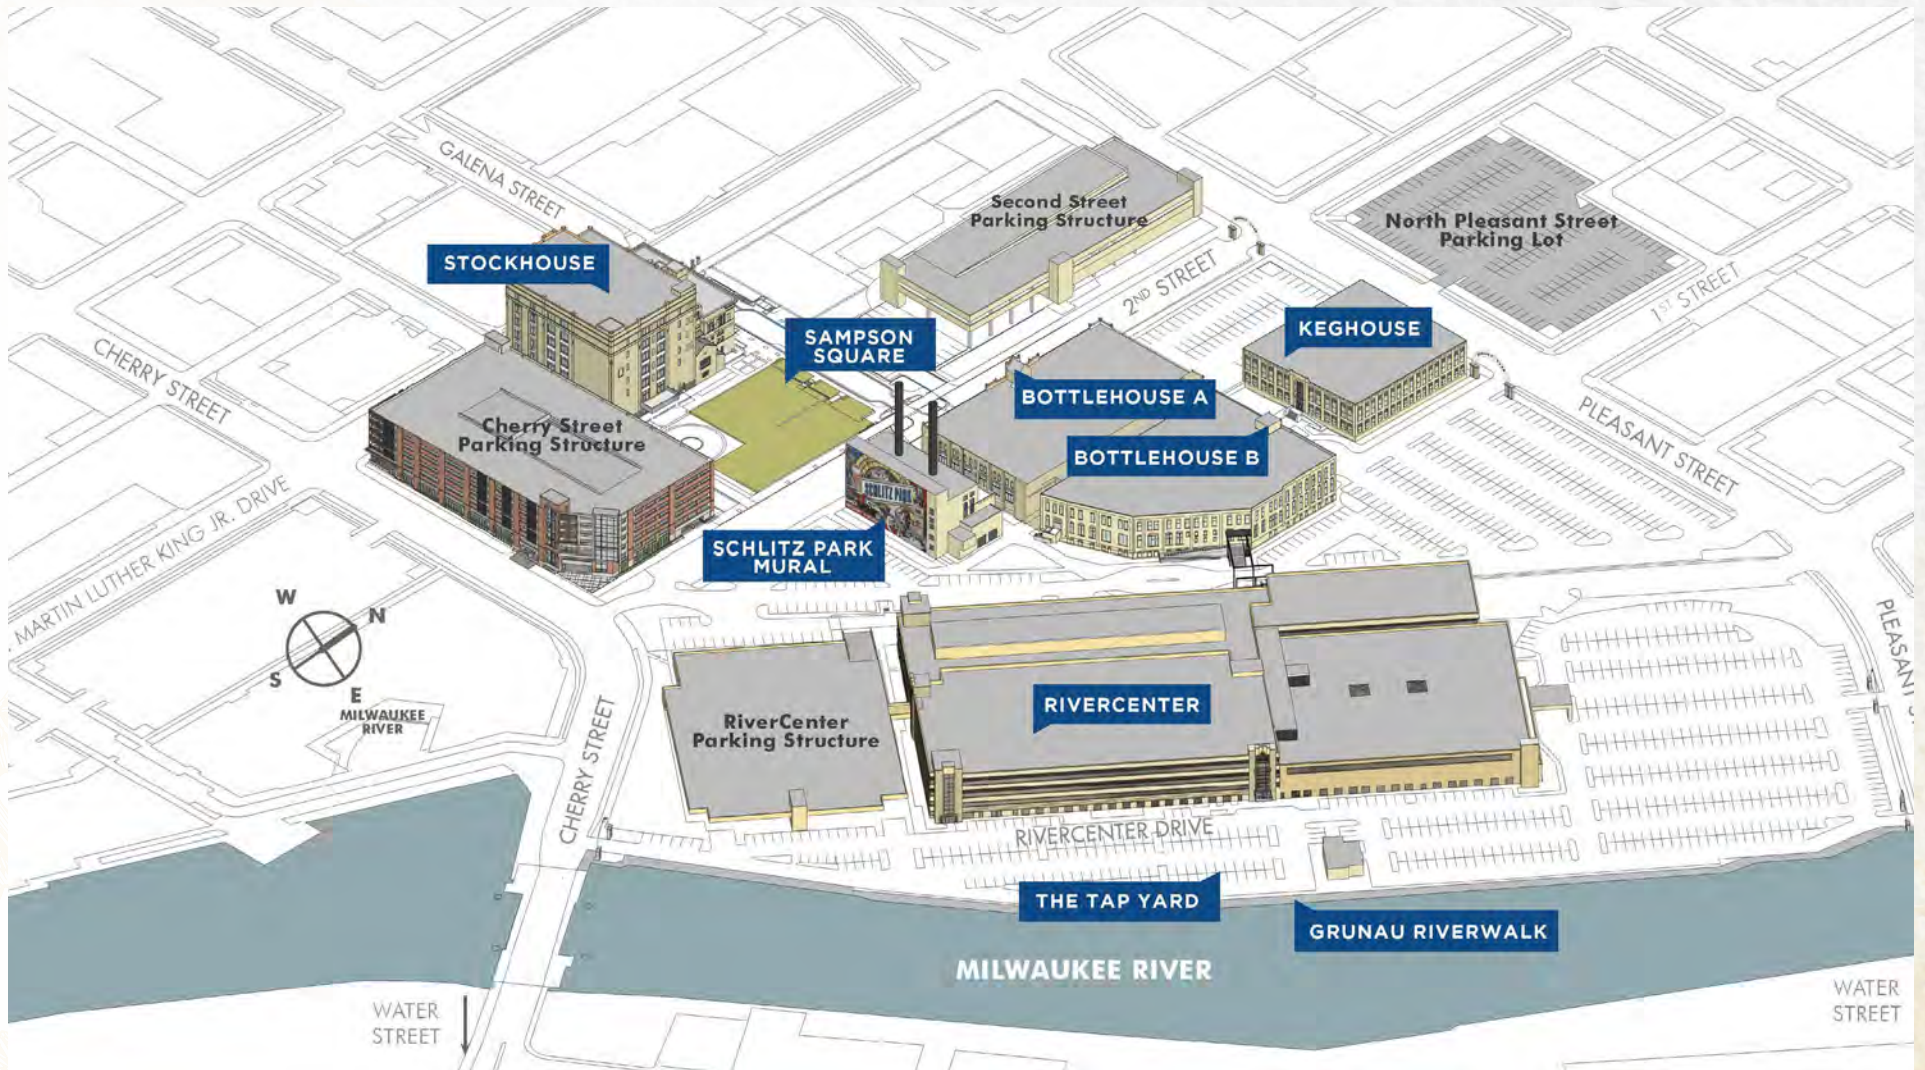 GALENA STREET
Second Street
Parking Structure
North Pleasant Street
Parking Lot
STOCKHOUSE
2ND STREET
1ST STREET
SAMPSON
SQUARE
KEGHOUSE
CHERRY STREET
BOTTLEHOUSE A
Cherry Street
Parking Structure
PLEASANT STREET
BOTTLEHOUSE B
SCHLITZ PARK
MARTIN LUTHER KING JR. DRIVE
SCHLITZ PARK
MURAL
W
N
S
E
MILWAUKEE
RIVER
PLEASANT S
RIVERCENTER
RiverCenter
Parking Structure
CHERRY STREET
RIVERCENTER DRIVE
THE TAP YARD
GRUNAU RIVERWALK
MILWAUKEE RIVER
WATER
STREET
WATER
STREET